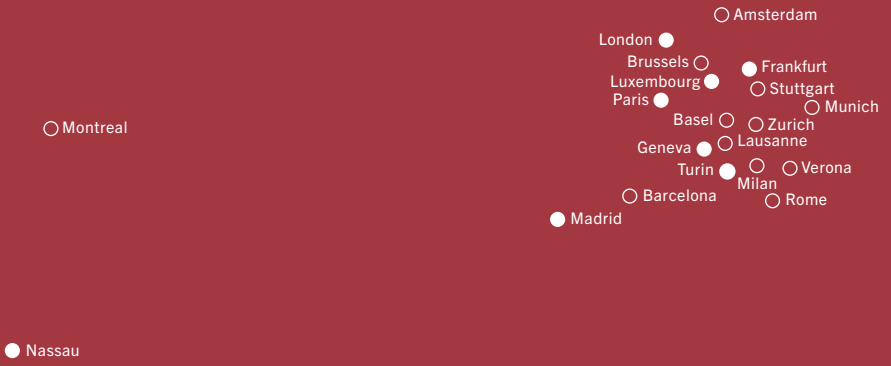 Amsterdam
London
Brussels
Frankfurt
Luxembourg
Stuttgart
Paris
Munich
Basel
Zurich
Montreal
Lausanne
Geneva
Turin
Verona
Milan
Barcelona
Rome
Madrid
Nassau